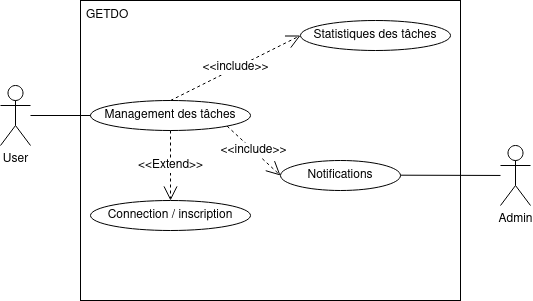 GETDO
Statistiques des tâches
<<include>>
Management des tâches
User
<<include>>
<<Extend>>
Notifications
Connection / inscription
Admin